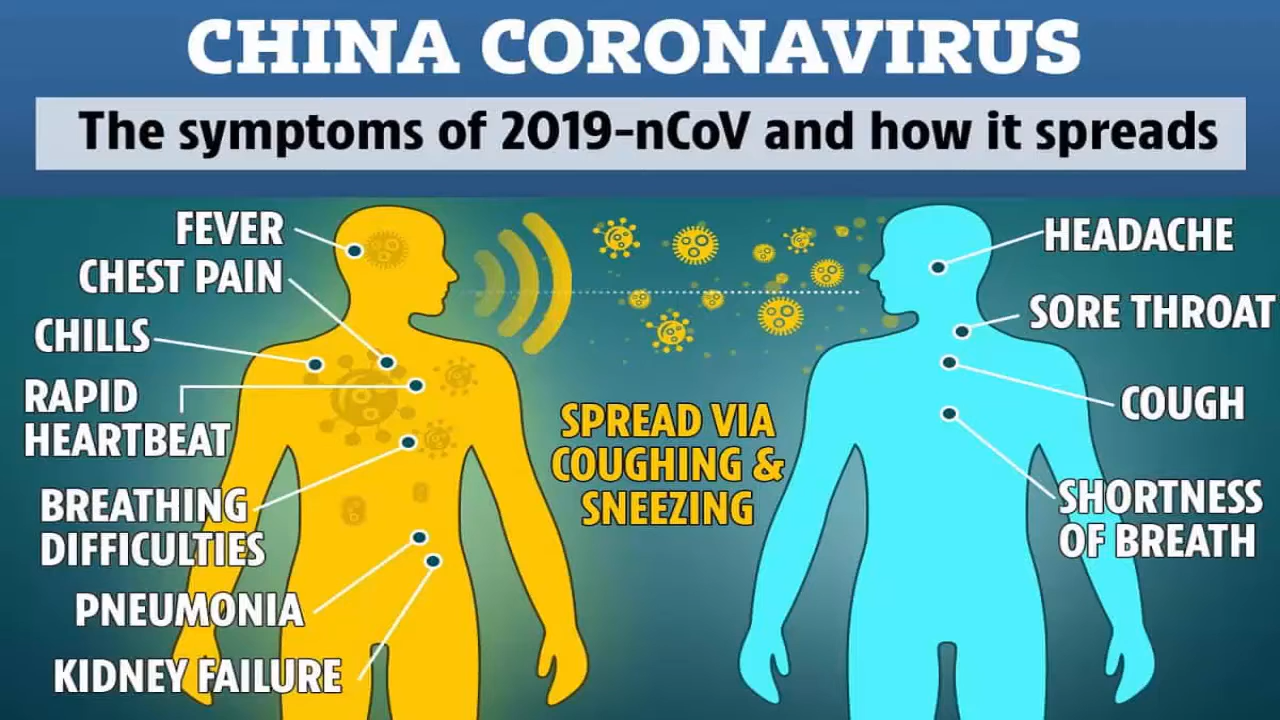 CHINA CORONAVIRUS
The symptoms of 2019-nCoV and how it spreads
FEVER
CHEST PAIN
CHILLS
RAPID
HEARTBEAT
BREATHING
DIFFICULTIES
PNEUMONIA
KIDNEY FAILURE
SPREAD VIA
COUGHING &
SNEEZING
HEADACHE
SORE THROAT
COUGH
SHORTNESS
OF BREATH